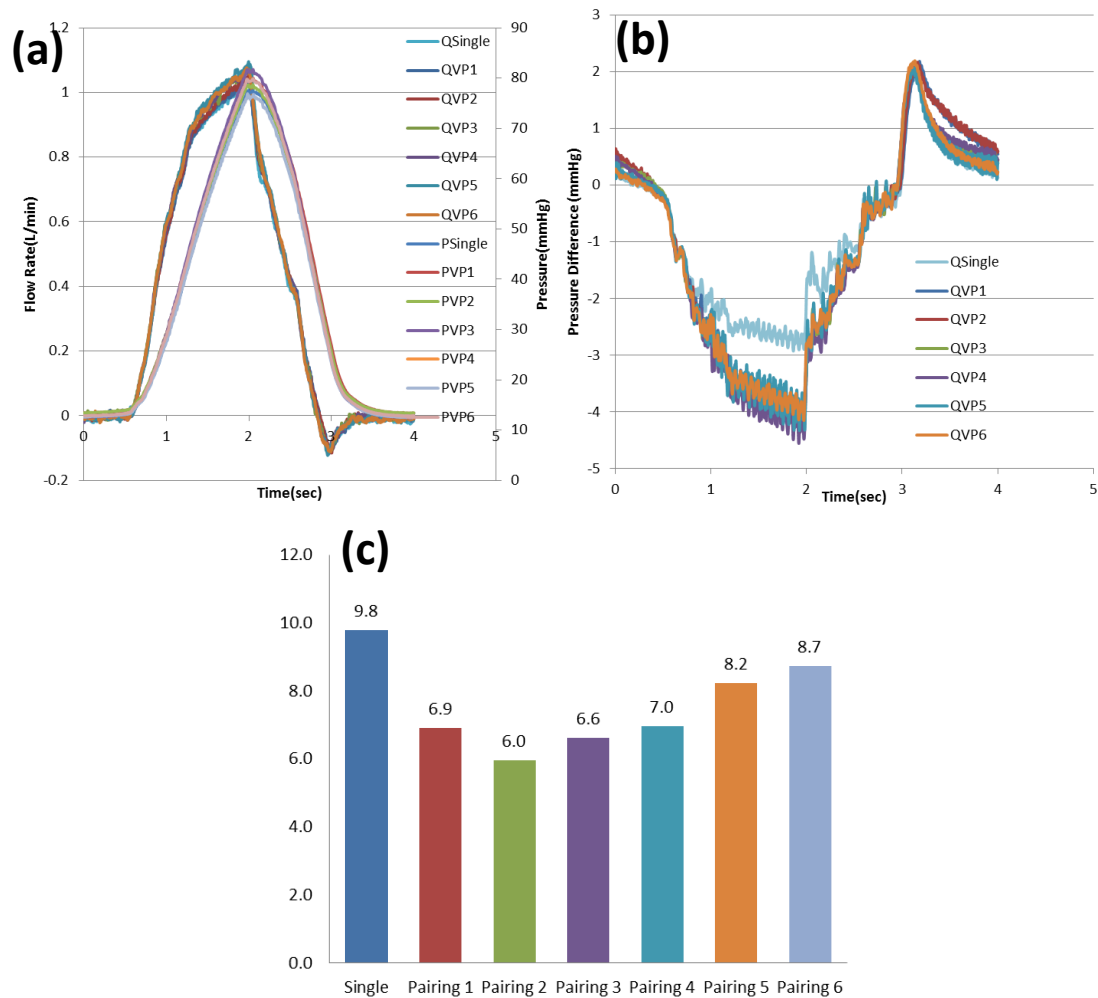 (a)
1.2
1
0.8
0.6
0.4
0.2
0
-0.2
Flow Rate(L/min)
0 1 2 3 4 5
Time(sec)
90
80
70
60
50
40
30
20
10
0
Pressure(mmHg)
QSingle
QVP1
QVP2
QVP3
QVP4
QVP5
QVP6
PSingle
PVP1
PVP2
PVP3
PVP4
PVP5
PVP6
(b)
3
2
1
0
-1
-2
-3
-4
-5
Pressure Difference (mmHg)
0 1 2 3 4 5
Time(sec)
QSingle
QVP1
QVP2
QVP3
QVP4
QVP5
QVP6
(c)
12.0
10.0
8.0
6.0
4.0
2.0
0.0
9.8
6.9
6.0
6.6
7.0
8.2
8.7
Single Pairing 1 Pairing 2 Pairing 3 Pairing 4 Pairing 5 Pairing 6